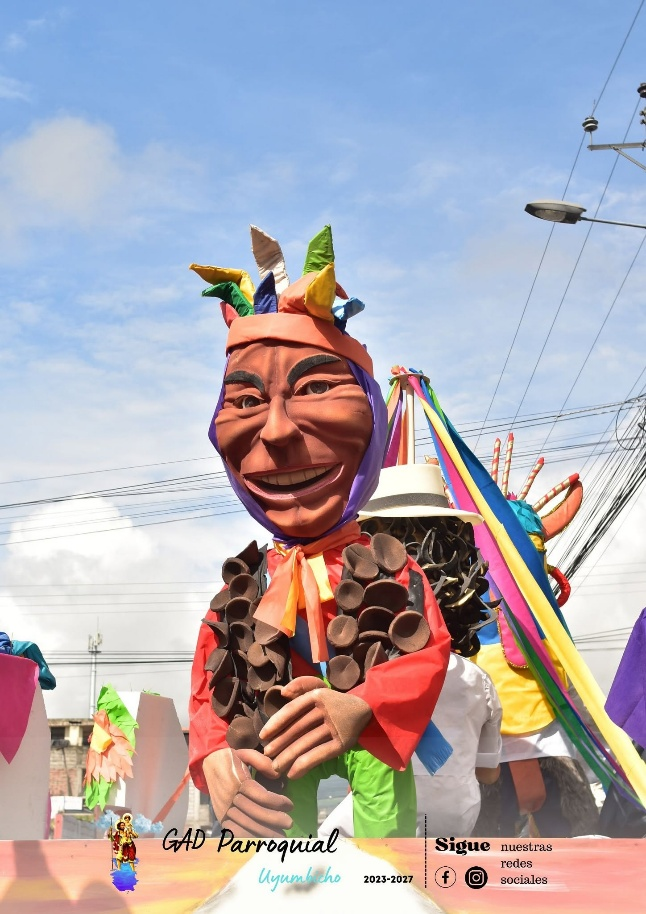 GAD Parroquial
Uyumbicho
2023-2027
Sigue
nuestras
redes
sociales